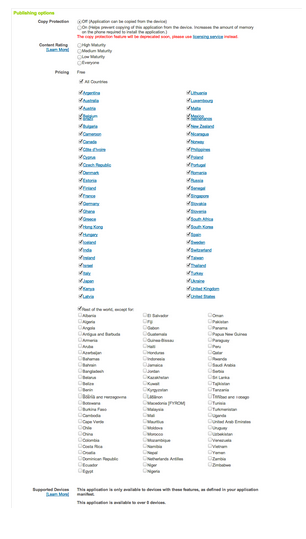 Publishing options
Copy Protection
Off (Application can be copied from the device)
On (Helps prevent copying of this application from the device. Increases the amount of memory
on the phone required to install the application.)
The copy protection feature will be deprecated soon, please use licensing service instead.
Content Rating
[Learn More]
High Maturity
Medium Maturity
Low Maturity
Everyone
Pricing Free
All Countries
Argentina
Australia
Austria
Belgium
Brazil
Bulgaria
Cameroon
Canada
Côte d'Ivoire
Cyprus
Czech Republic
Denmark
Estonia
Finland
France
Germany
Ghana
Greece
Hong Kong
Hungary
Iceland
India
Ireland
Israel
Italy
Japan
Kenya
Latvia
Lithuania
Luxembourg
Malta
Mexico
Netherlands
New Zealand
Nicaragua
Norway
Philippines
Poland
Portugal
Romania
Russia
Senegal
Singapore
Slovakia
Slovenia
South Africa
South Korea
Spain
Sweden
Switzerland
Taiwan
Thailand
Turkey
Ukraine
United Kingdom
United States
Rest of the world, except for:
Albania
Algeria
Angola
Antigua and Barbuda
Armenia
Aruba
Azerbaijan
Bahamas
Bahrain
Bangladesh
Belarus
Belize
Benin
Bosnia and Herzegovina
Botswana
Burkina Faso
Cambodia
Cape Verde
Chile
China
Colombia
Costa Rica
Croatia
Dominican Republic
Ecuador
Egypt
El Salvador
Fiji
Gabon
Guatemala
Guinea-Bissau
Haiti
Honduras
Indonesia
Jamaica
Jordan
Kazakhstan
Kuwait
Kyrgyzstan
Lebanon
Macedonia [FYROM]
Malaysia
Mali
Mauritius
Moldova
Morocco
Mozambique
Namibia
Nepal
Netherlands Antilles
Niger
Nigeria
Oman
Pakistan
Panama
Papua New Guinea
Paraguay
Peru
Qatar
Rwanda
Saudi Arabia
Serbia
Sri Lanka
Tajikistan
Tanzania
Trinidad and Tobago
Tunisia
Turkmenistan
Uganda
United Arab Emirates
Uruguay
Uzbekistan
Venezuela
Vietnam
Yemen
Zambia
Zimbabwe
Supported Devices
[Learn More]
This application is only available to devices with these features, as defined in your application
manifest.
This application is available to over 0 devices.